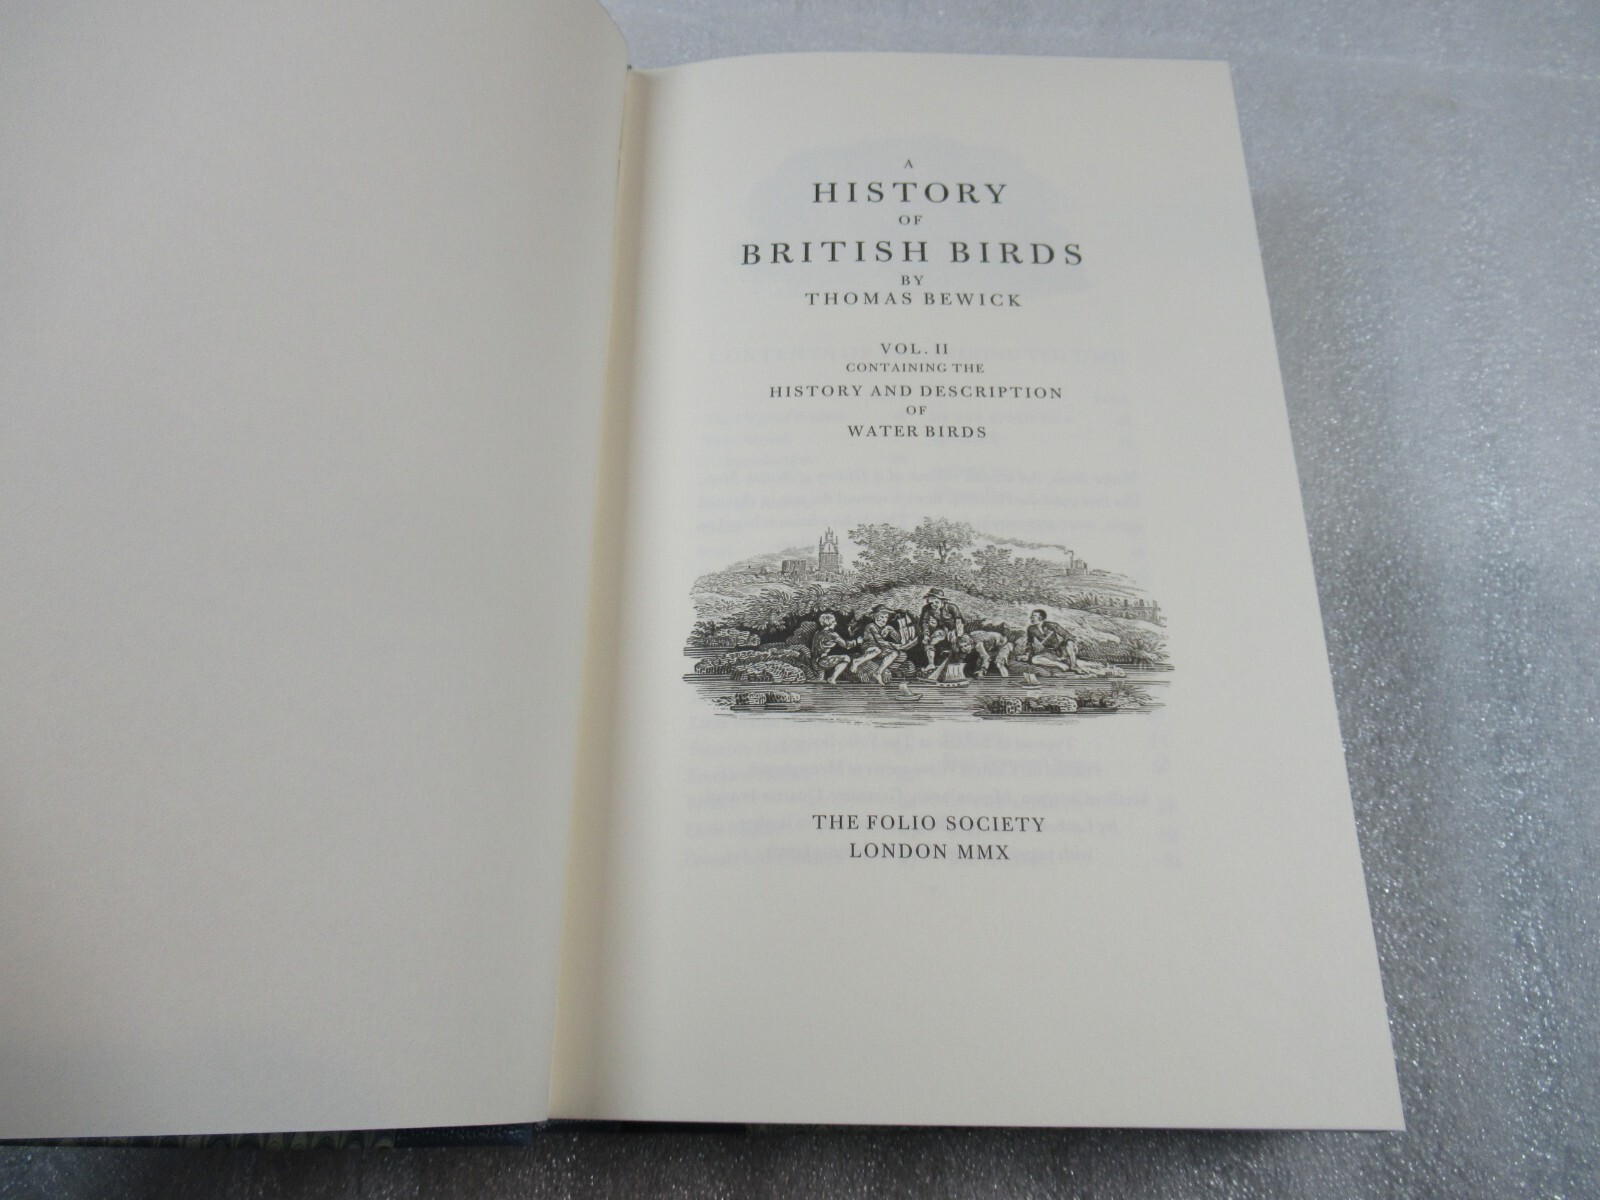 A
HISTORY
OF
BRITISH BIRDS
BY
THOMAS BEWICK
VOL. II
CONTAINING THE
HISTORY AND DESCRIPTION
OF
WATER BIRDS
THE FOLIO SOCIETY
LONDON MMX